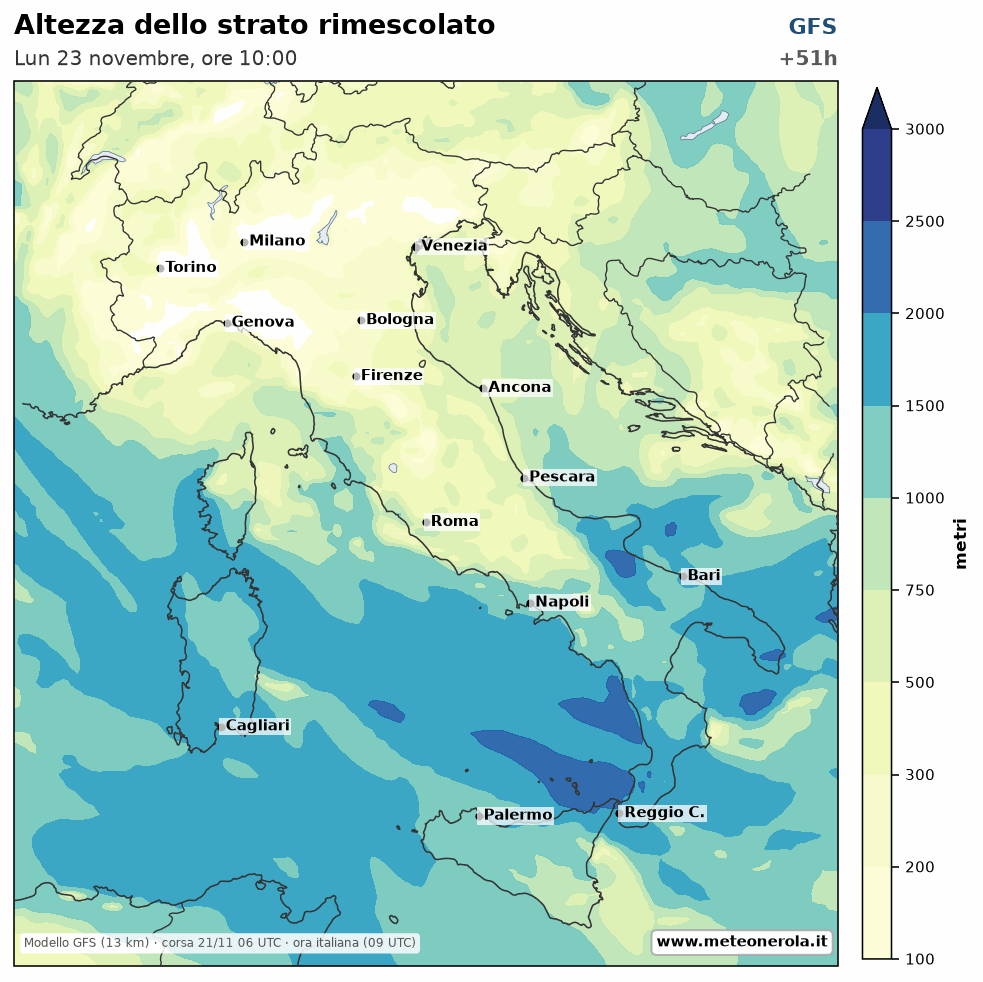 Altezza dello strato rimescolato
GFS
Lun 23 novembre, ore 10:00
+51h
Milano
Venezia
Torino
Genova
Bologna
Firenze
Ancona
Pescara
Roma
Bari
Napoli
Cagliari
Palermo
Reggio C.
3000
2500
2000
1500
1000
750
500
300
200
100
metri
Modello GFS (13 km) · corsa 21/11 06 UTC · ora italiana (09 UTC)
www.meteonerola.it